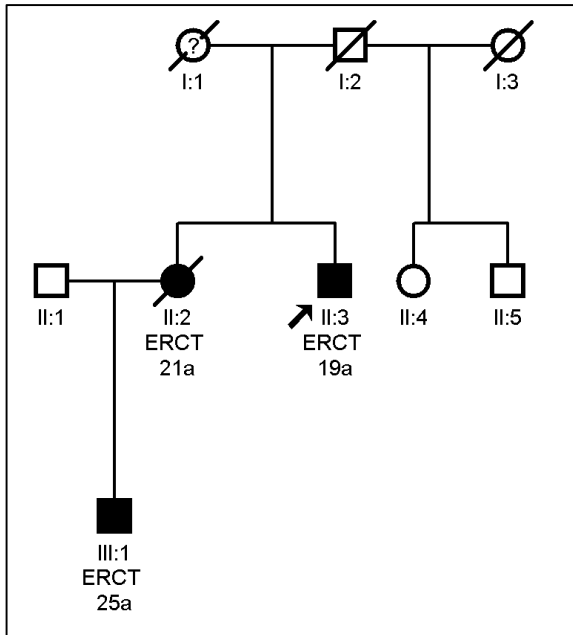 ?
I:1 I:2 I:3
II:1 II:2 II:3 II:4 II:5
ERCT ERCT
21a 19a
III:1
ERCT
25a